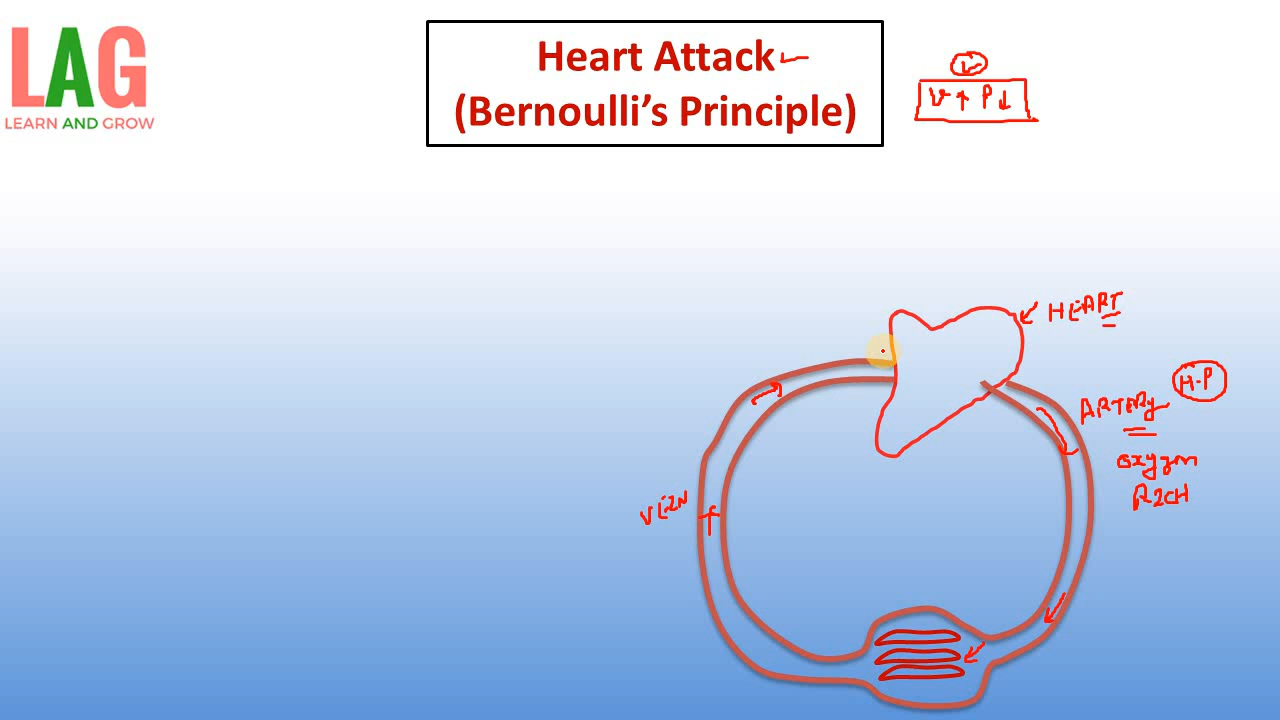 LAG
LEARN AND GROW
Heart Attack
(Bernoulli's Principle)
V↑ P↓
HEART
H-P
ARTERy
oxygen
RICH
VEIN